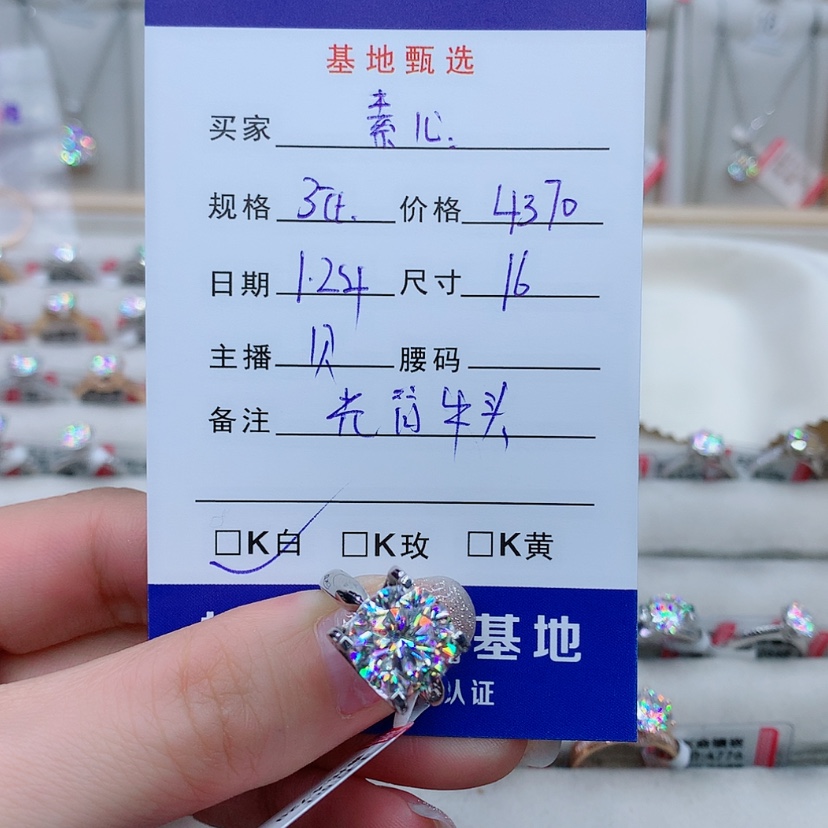 基地甄选
买家 素心.
规格 3ct. 价格 4370
日期 1.24 尺寸 16
主播 贝 腰码
备注 光背牛头
□K白 □K玫 □K黄
基地
认证